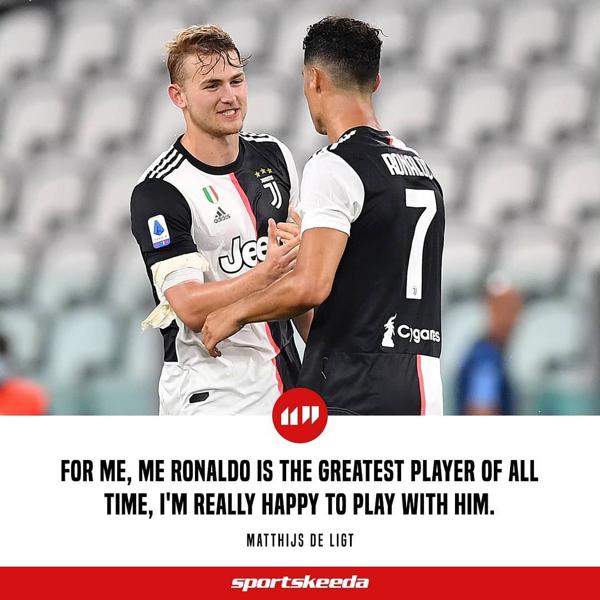 RONALDO
7
adidas
Jeep
Cygames
FOR ME, ME RONALDO IS THE GREATEST PLAYER OF ALL
TIME, I'M REALLY HAPPY TO PLAY WITH HIM.
MATTHIJS DE LIGT
sportskeeda